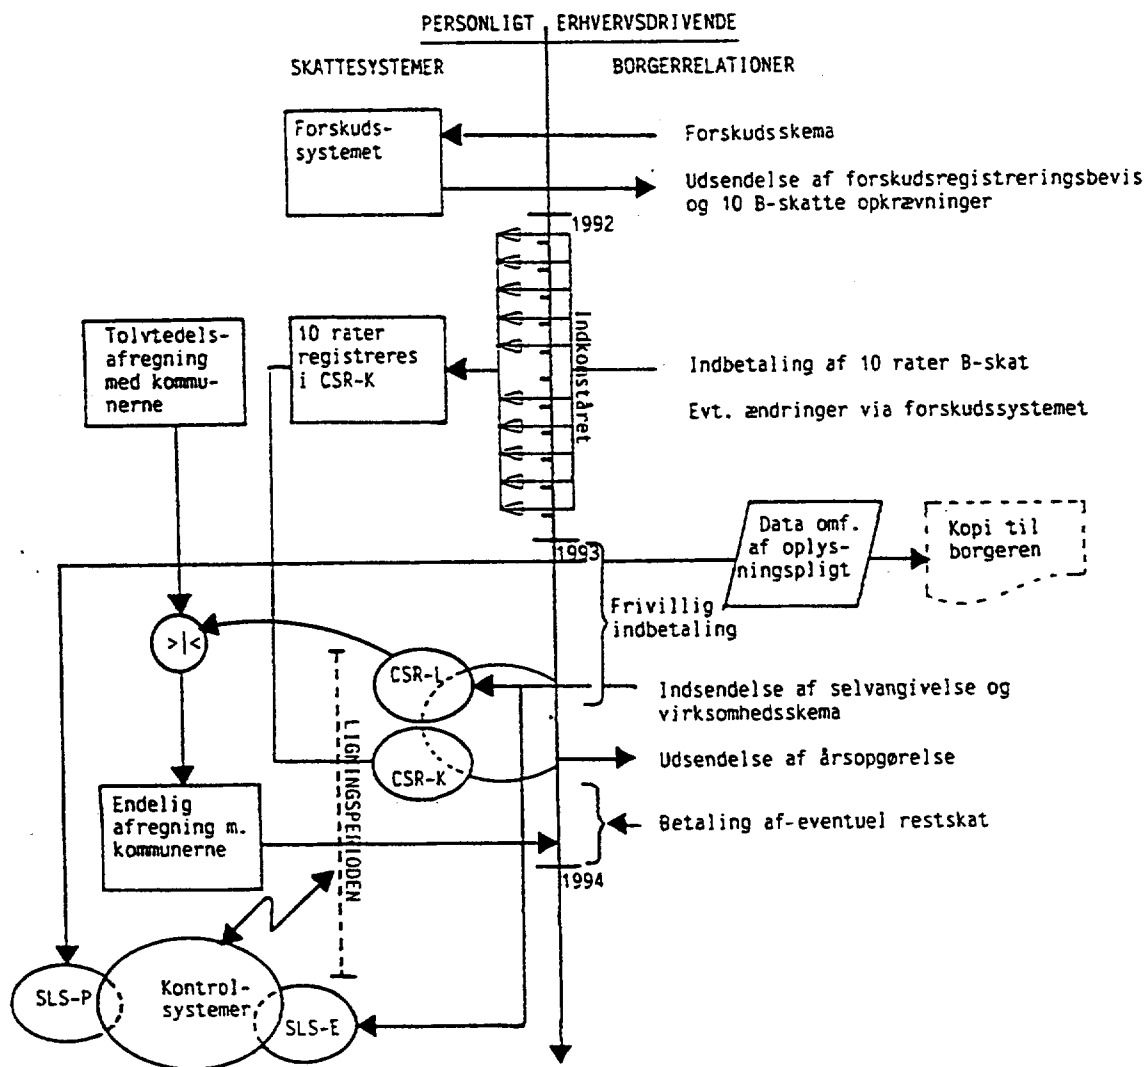 PERSONLIGT ERHVERVSDRIVENDE
SKATTESYSTEMER
BORGERRELATIONER
Forskuds-
systemet
Forskudsskema
Udsendelse af forskudsregistreringsbevis
og 10 B-skatte opkrævninger
1992
Indkomståret
Tolvtedels-
afregning
med kommu-
nerne
10 rater
registreres
i CSR-K
Indbetaling af 10 rater B-skat
Evt. ændringer via forskudssystemet
1993
Data omf.
af oplys-
ningspligt
Kopi til
borgeren
Frivillig
indbetaling
>|<
CSR-L
LIGNINGSPERIODEN
Indsendelse af selvangivelse og
virksomhedsskema
CSR-K
Udsendelse af årsopgørelse
Endelig
afregning m.
kommunerne
Betaling af-eventuel restskat
1994
SLS-P
Kontrol-
systemer
SLS-E